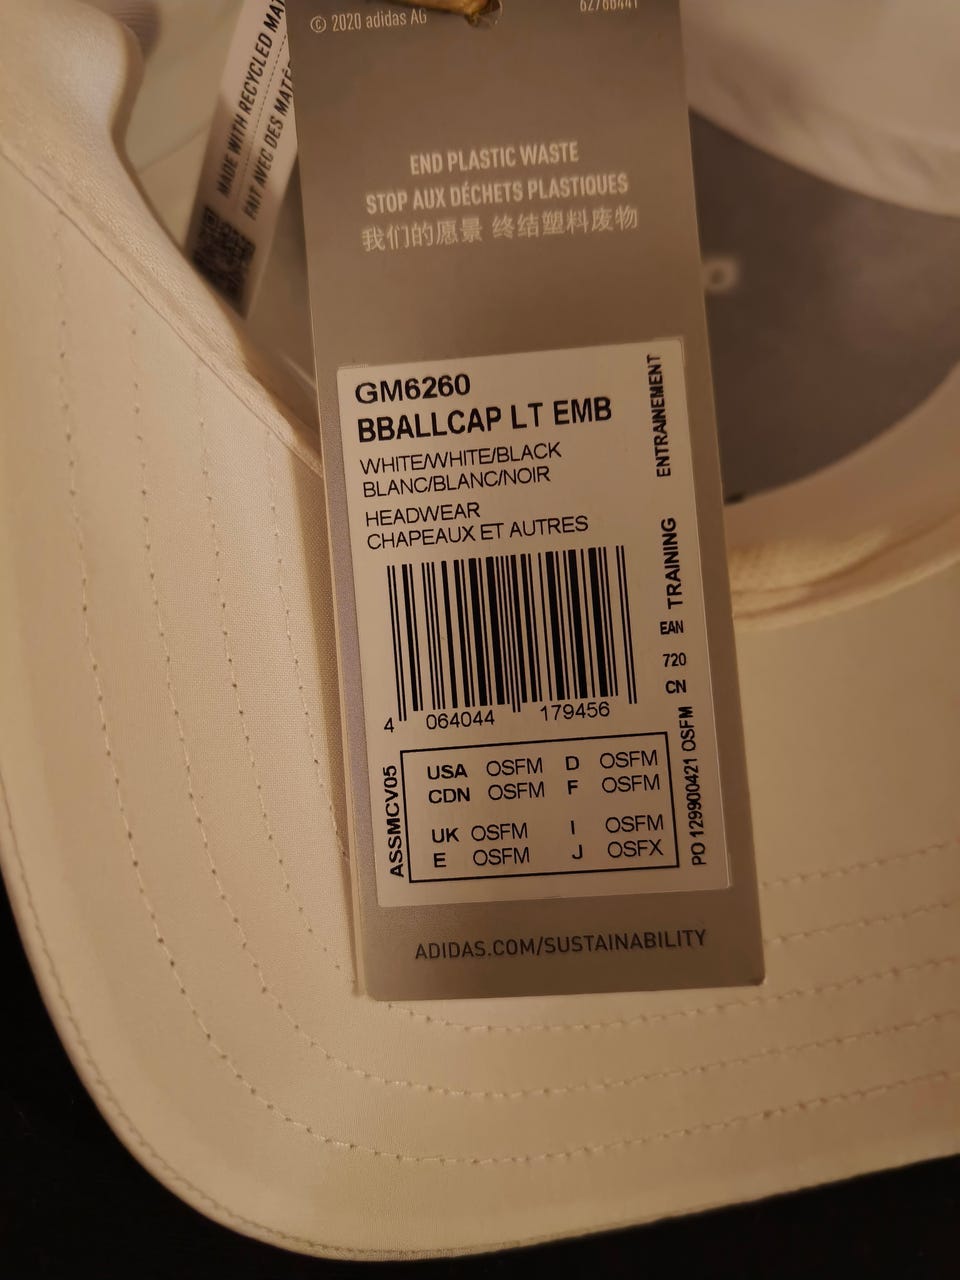 © 2020 adidas AG
MADE WITH RECYCLED
FAIT AVEC DES
END PLASTIC WASTE
STOP AUX DÉCHETS PLASTIQUES
我们的愿景 终结塑料废物
GM6260
BBALLCAP LT EMB
WHITE/WHITE/BLACK
BLANC/BLANC/NOIR
HEADWEAR
CHAPEAUX ET AUTRES
ENTRAINEMENT
TRAINING
EAN
720
CN
PO 129900421 OSFM
4 064044 179456
ASSMCV05
USA OSFM D OSFM
CDN OSFM F OSFM
UK OSFM I OSFM
E OSFM J OSFX
ADIDAS.COM/SUSTAINABILITY